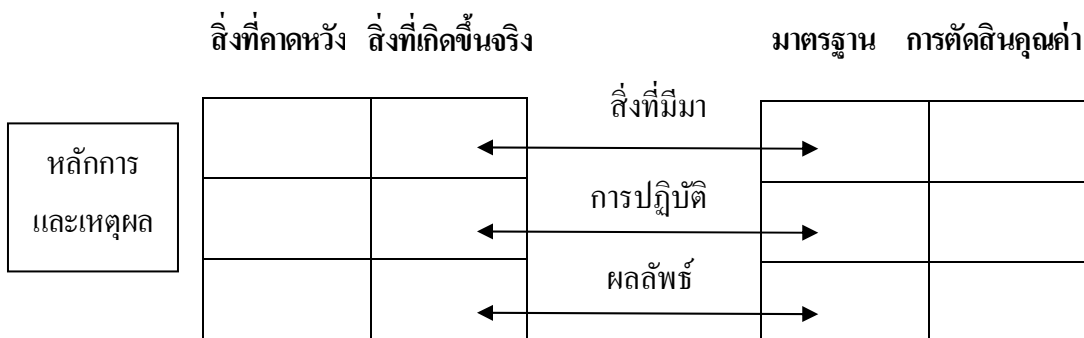 สิ่งที่คาดหวัง สิ่งที่เกิดขึ้นจริง มาตรฐาน การตัดสินคุณค่า
สิ่งที่มีมา
หลักการ
และเหตุผล
การปฏิบัติ
ผลลัพธ์